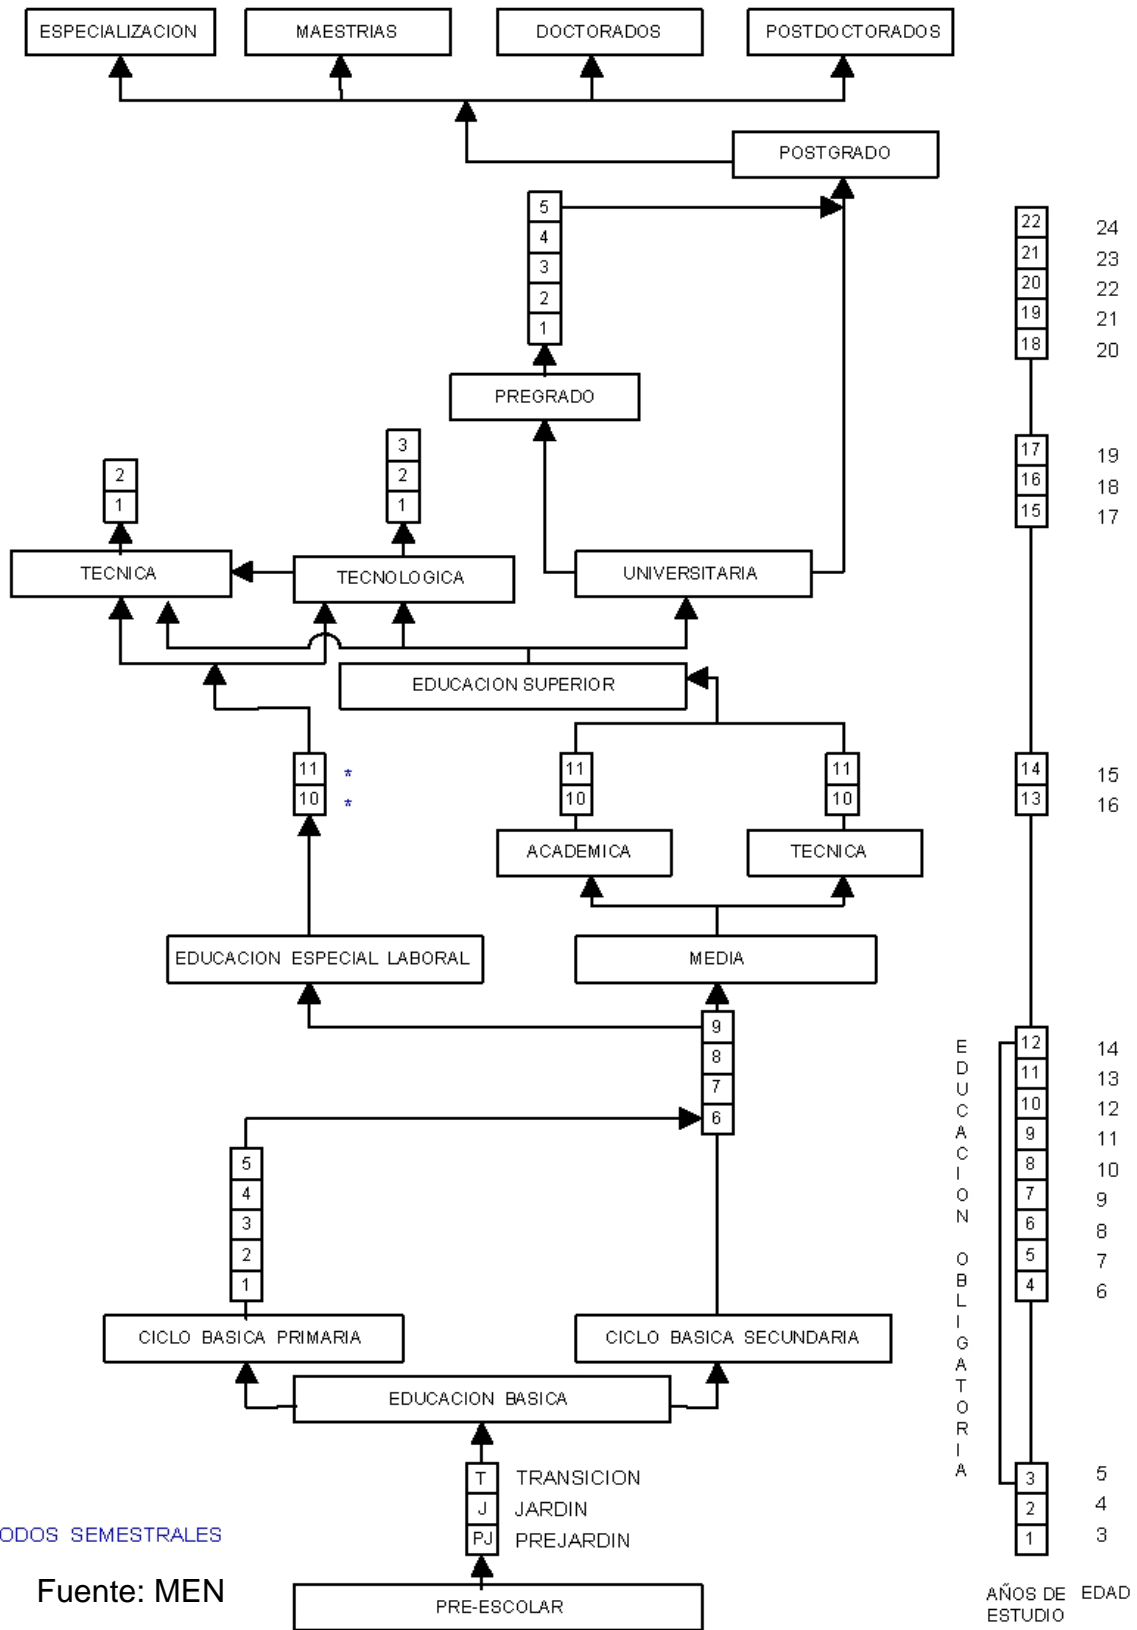 ESPECIALIZACION MAESTRIAS DOCTORADOS POSTDOCTORADOS
POSTGRADO
5
4
3
2
1
22 24
21 23
20 22
19 21
18 20
PREGRADO
3
2
1
2
1
17 19
16 18
15 17
TECNICA TECNOLOGICA UNIVERSITARIA
EDUCACION SUPERIOR
11 * 11 11 14 15
10 * 10 10 13 16
ACADEMICA TECNICA
EDUCACION ESPECIAL LABORAL MEDIA
9
8
7
6
EDUCACION OBLIGATORIA
12 14
11 13
10 12
9 11
8 10
7 9
6 8
5 7
4 6
5
4
3
2
1
CICLO BASICA PRIMARIA CICLO BASICA SECUNDARIA
EDUCACION BASICA
T TRANSICION 3 5
J JARDIN 2 4
PJ PREJARDIN 1 3
ODOS SEMESTRALES
Fuente: MEN
PRE-ESCOLAR
AÑOS DE EDAD
ESTUDIO